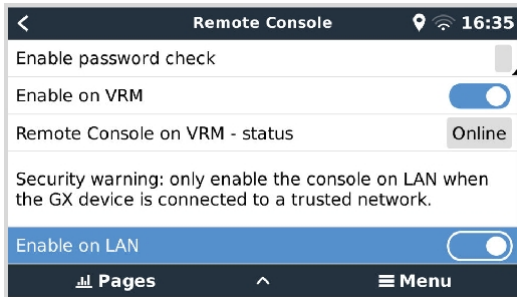 Remote Console 16:35
Enable password check
Enable on VRM
Remote Console on VRM - status Online
Security warning: only enable the console on LAN when
the GX device is connected to a trusted network.
Enable on LAN
Pages Menu